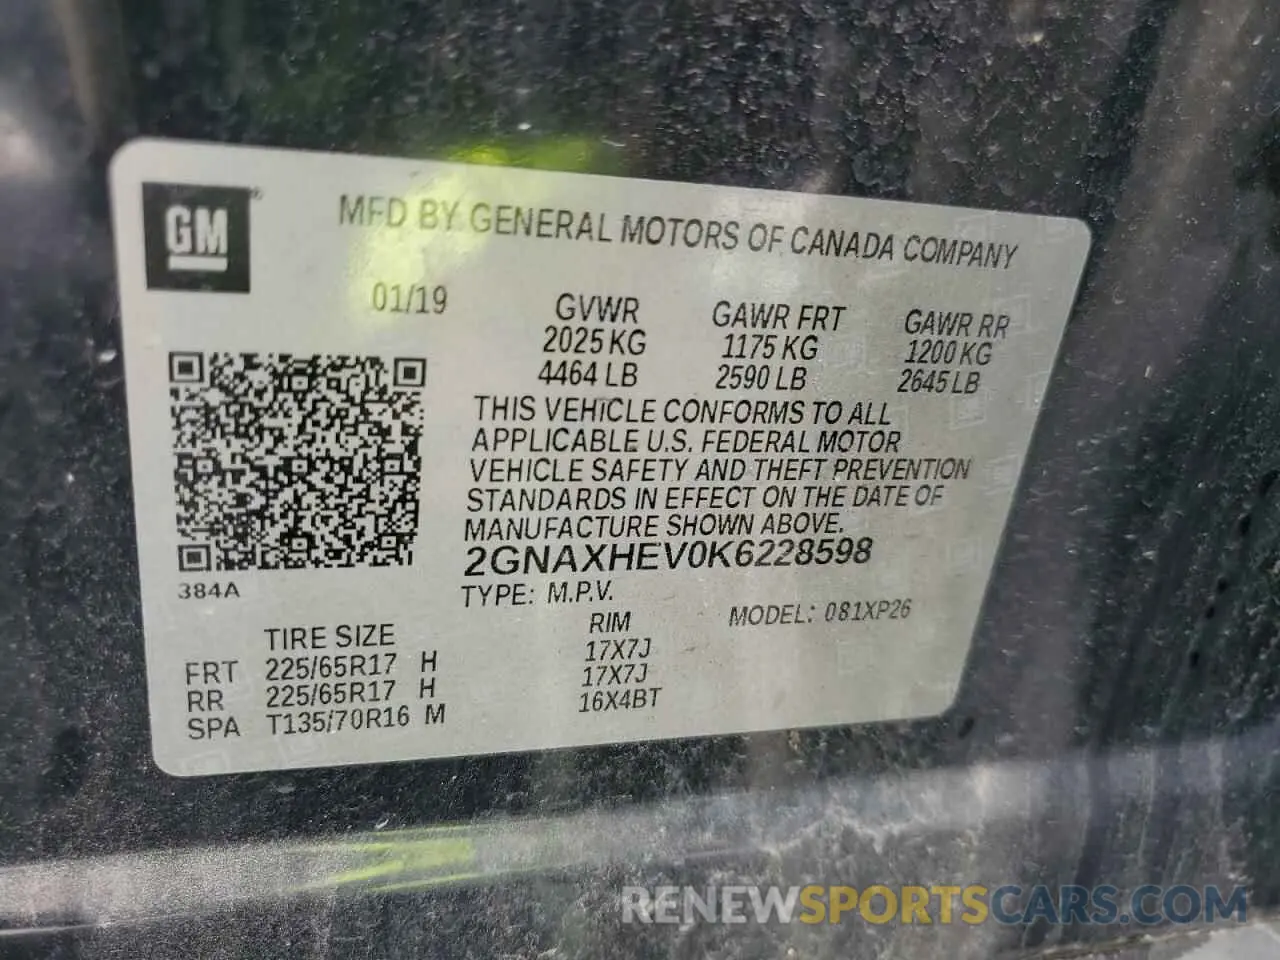 GM®
MFD BY GENERAL MOTORS OF CANADA COMPANY
01/19
GVWR GAWR FRT GAWR RR
2025 KG 1175 KG 1200 KG
4464 LB 2590 LB 2645 LB
THIS VEHICLE CONFORMS TO ALL
APPLICABLE U.S. FEDERAL MOTOR
VEHICLE SAFETY AND THEFT PREVENTION
STANDARDS IN EFFECT ON THE DATE OF
MANUFACTURE SHOWN ABOVE.
2GNAXHEV0K6228598
384A
TYPE: M.P.V.
MODEL: 081XP26
TIRE SIZE RIM
FRT 225/65R17 H 17X7J
RR 225/65R17 H 17X7J
SPA T135/70R16 M 16X4BT
RENEWSPORTSCARS.COM